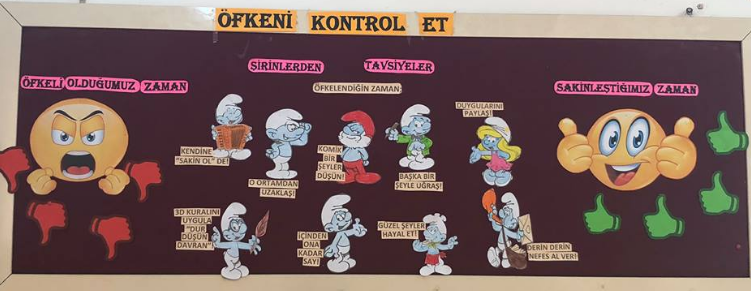 ÖFKENİ KONTROL ET
ŞİRİNLERDEN TAVSİYELER
ÖFKELİ OLDUĞUMUZ ZAMAN
ÖFKELENDİĞİN ZAMAN;
SAKİNLEŞTİĞİMİZ ZAMAN
KENDİNE
"SAKİN OL" DE!
O ORTAMDAN
UZAKLAŞ!
KOMİK
BİR
ŞEYLER
DÜŞÜN!
BAŞKA BİR
ŞEYLE UĞRAŞ!
DUYGULARINI
PAYLAŞ!
3D KURALINI
UYGULA
"DUR
DÜŞÜN
DAVRAN"
İÇİNDEN
ONA
KADAR
SAY!
GÜZEL ŞEYLER
HAYAL ET!
DERİN DERİN
NEFES AL VER!